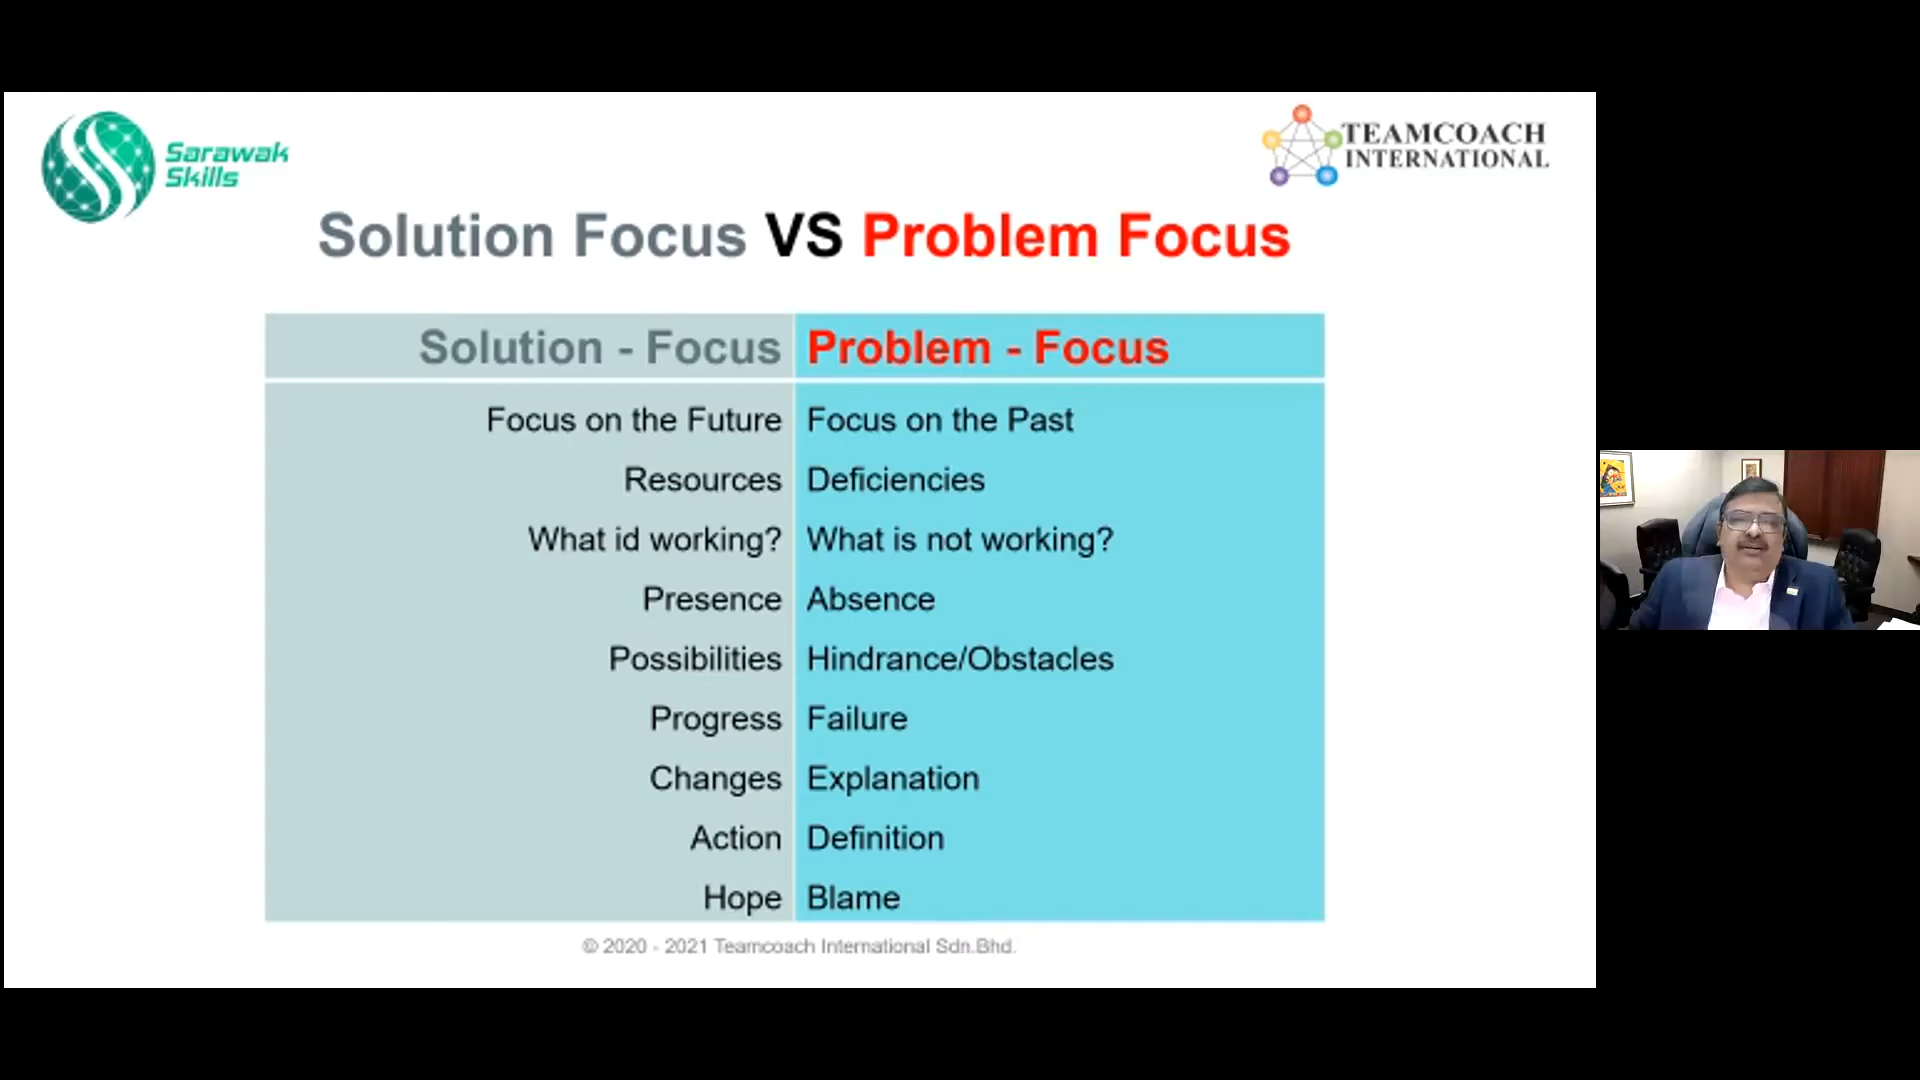 Sarawak
Skills
TEAMCOACH
INTERNATIONAL
Solution Focus VS Problem Focus
Solution - Focus Problem - Focus
Focus on the Future Focus on the Past
Resources Deficiencies
What id working? What is not working?
Presence Absence
Possibilities Hindrance/Obstacles
Progress Failure
Changes Explanation
Action Definition
Hope Blame
© 2020 - 2021 Teamcoach International Sdn.Bhd.